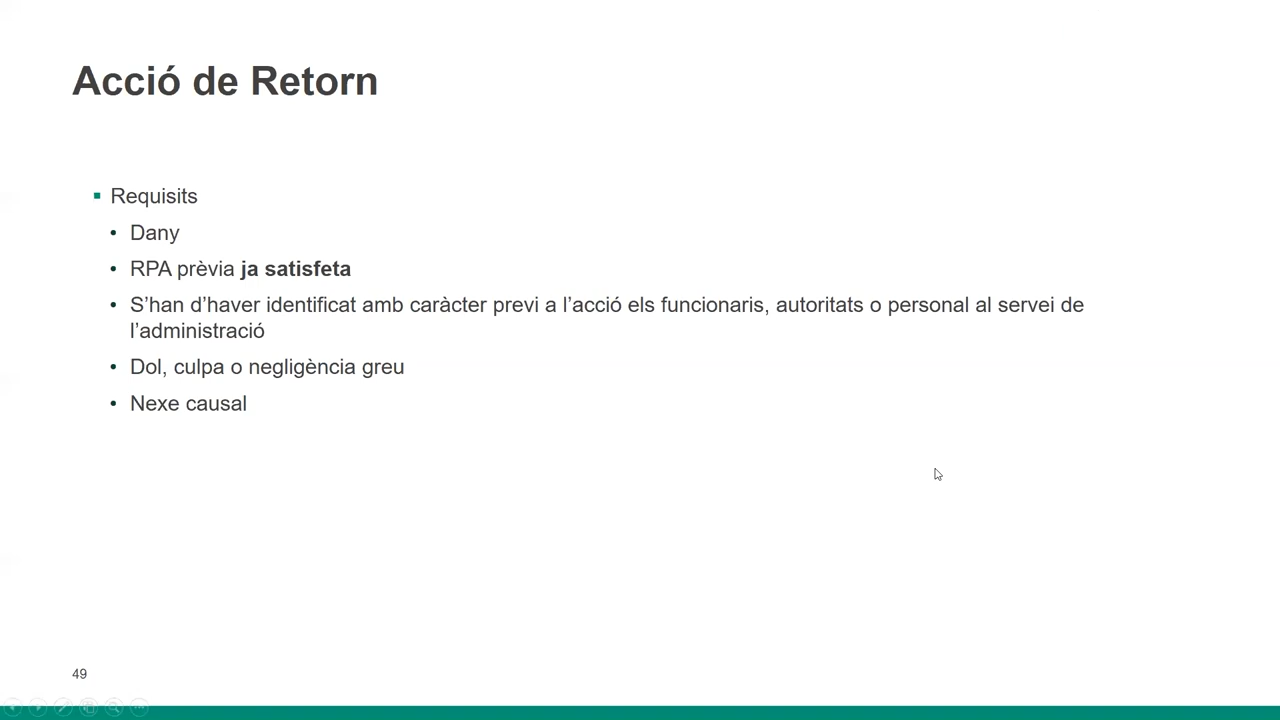 Acció de Retorn
Requisits
Dany
RPA prèvia ja satisfeta
S’han d’haver identificat amb caràcter previ a l’acció els funcionaris, autoritats o personal al servei de
l’administració
Dol, culpa o negligència greu
Nexe causal
49